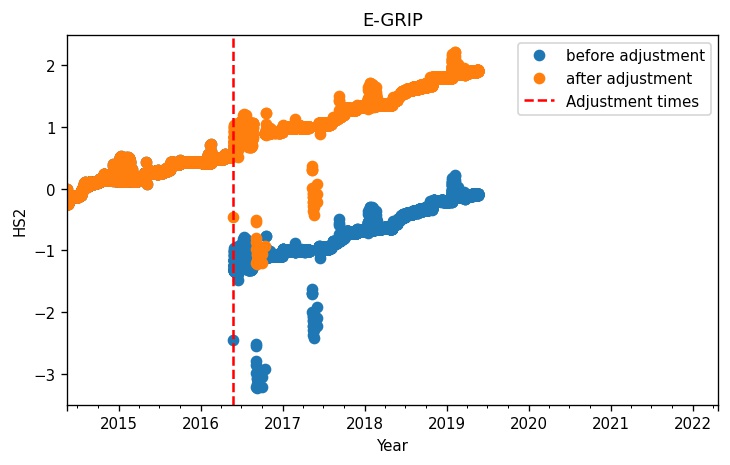 E-GRIP
before adjustment
after adjustment
Adjustment times
HS2
2
1
0
−1
−2
−3
2015 2016 2017 2018 2019 2020 2021 2022
Year